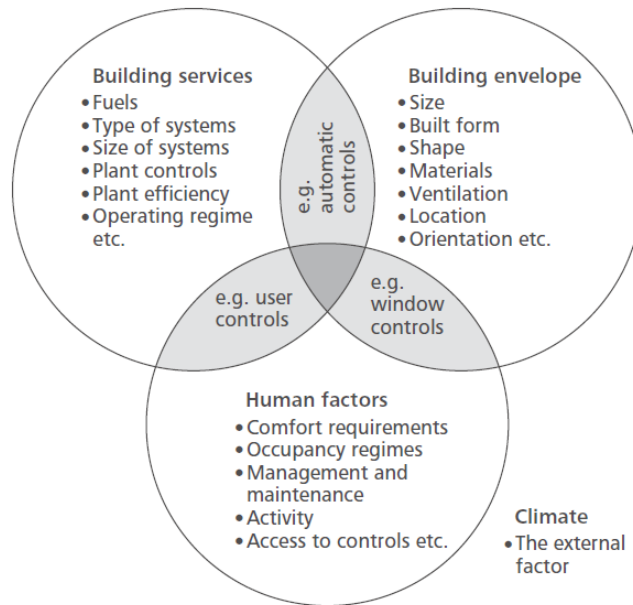 Building services
• Fuels
• Type of systems
• Size of systems
• Plant controls
• Plant efficiency
• Operating regime
etc.
Building envelope
• Size
• Built form
• Shape
• Materials
• Ventilation
• Location
• Orientation etc.
e.g.
automatic
controls
e.g. user
controls
e.g.
window
controls
Human factors
• Comfort requirements
• Occupancy regimes
• Management and
maintenance
• Activity
• Access to controls etc.
Climate
• The external
factor